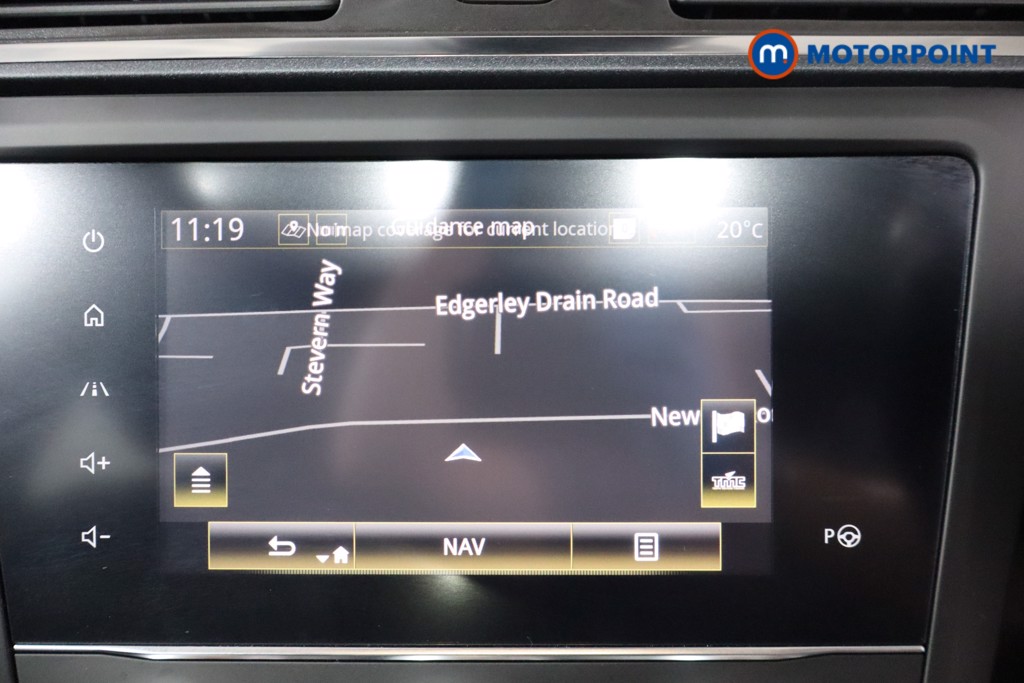 m. MOTORPOINT
11:19
Guidance map
No map coverage for current location
20°C
Stevern Way
Edgerley Drain Road
New
TMC
NAV
P